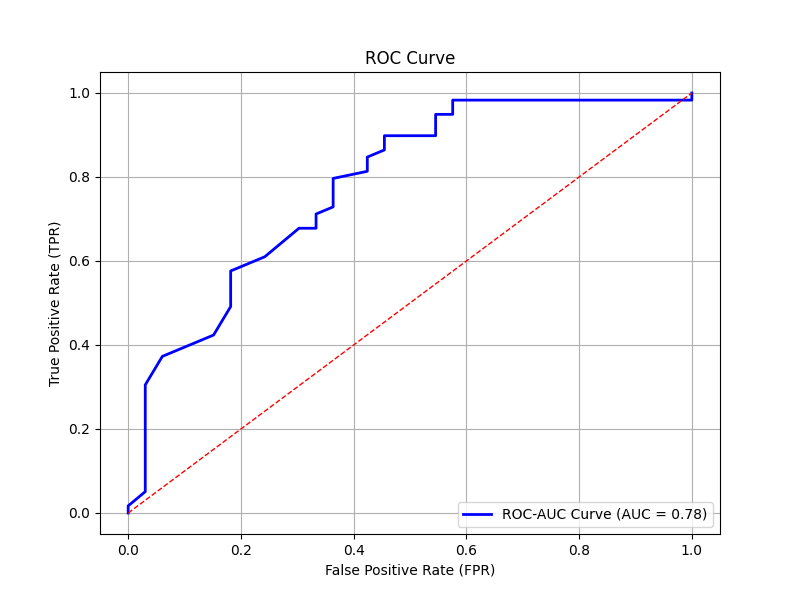 ROC Curve
1.0
0.8
0.6
0.4
0.2
0.0
True Positive Rate (TPR)
ROC-AUC Curve (AUC = 0.78)
0.0 0.2 0.4 0.6 0.8 1.0
False Positive Rate (FPR)